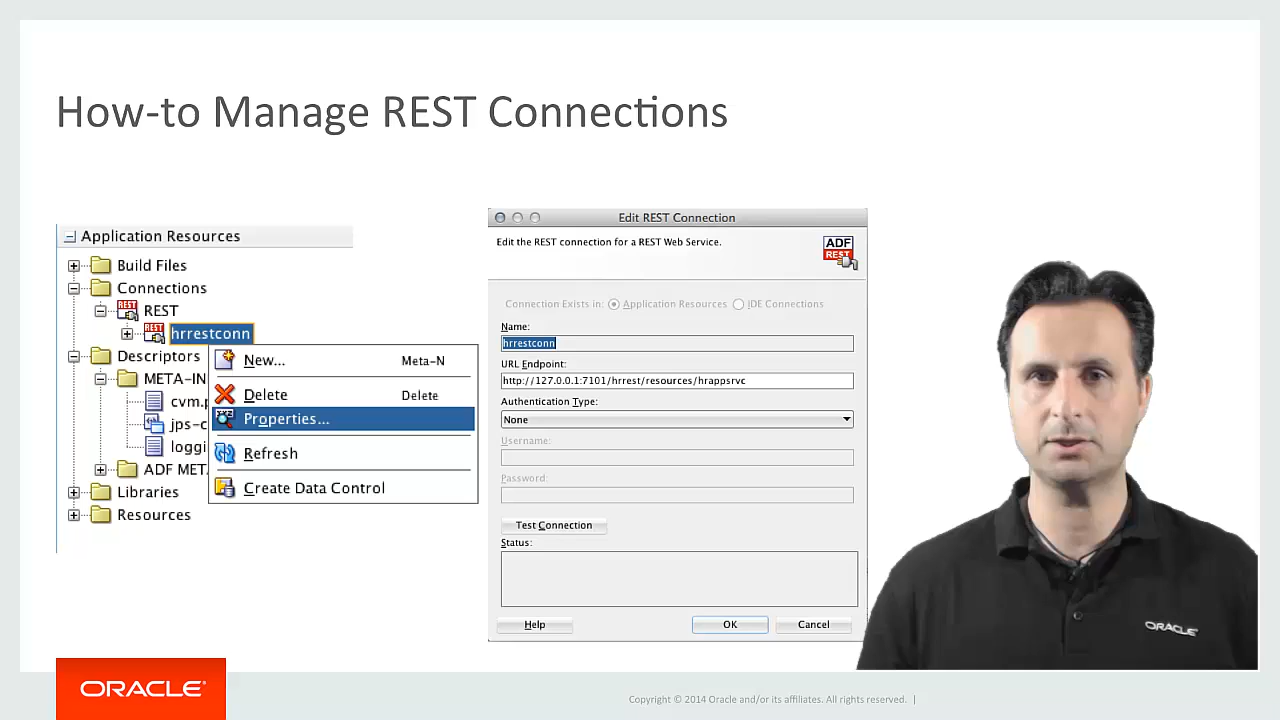 How-to Manage REST Connections
Application Resources
Build Files
Connections
REST
REST
REST
hrrestconn
Descriptors
META-IN
cvm.p
jps-c
loggi
ADF META
Libraries
Resources
New... Meta-N
Delete Delete
Properties...
Refresh
Create Data Control
Edit REST Connection
Edit the REST connection for a REST Web Service.
ADF
REST
Connection Exists in: Application Resources IDE Connections
Name:
hrrestconn
URL Endpoint:
http://127.0.0.1:7101/hrrest/resources/hrappsrvc
Authentication Type:
None
Username:
Password:
Test Connection
Status:
Help OK Cancel
ORACLE
ORACLE
Copyright © 2014 Oracle and/or its affiliates. All rights reserved. |